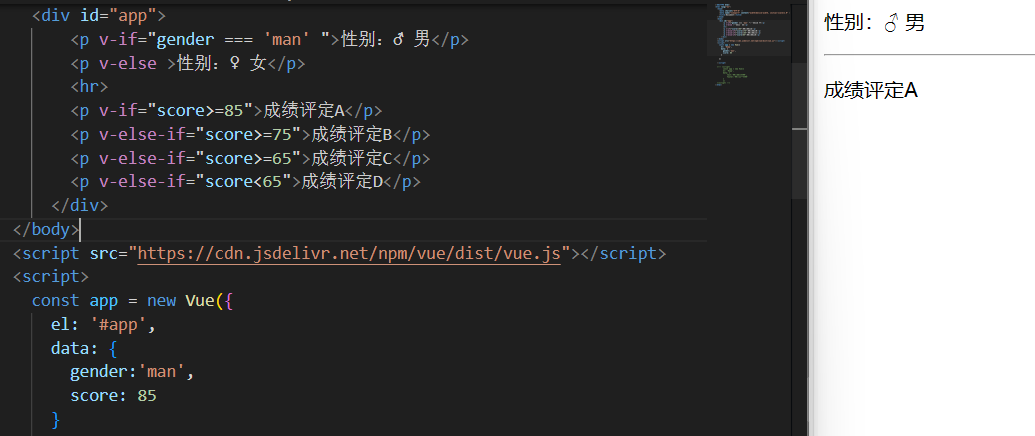 <div id="app">
<p v-if="gender === 'man' ">性别：♂ 男</p>
<p v-else >性别：♀ 女</p>
<hr>
<p v-if="score>=85">成绩评定A</p>
<p v-else-if="score>=75">成绩评定B</p>
<p v-else-if="score>=65">成绩评定C</p>
<p v-else-if="score<65">成绩评定D</p>
</div>
</body>
<script src="https://cdn.jsdelivr.net/npm/vue/dist/vue.js"></script>
<script>
const app = new Vue({
el: '#app',
data: {
gender:'man',
score: 85
}
性别：♂ 男
成绩评定A